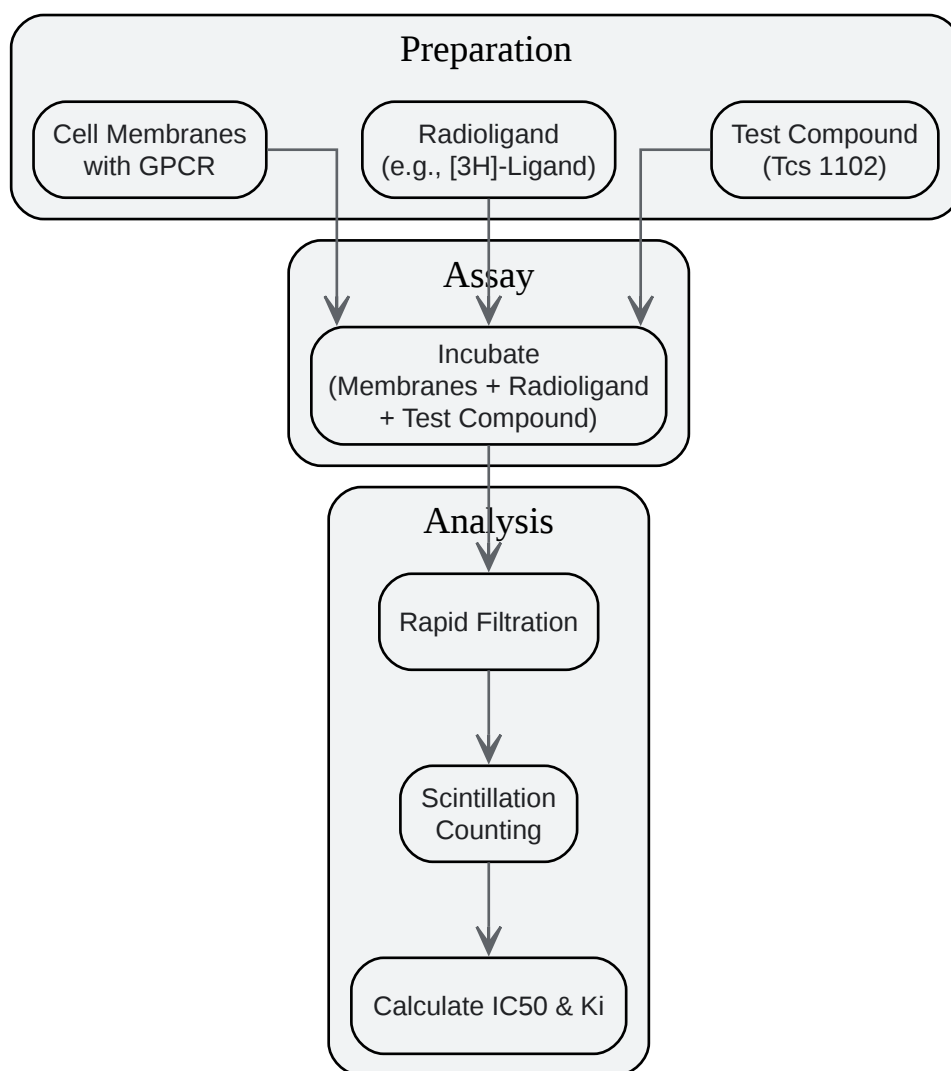 Preparation
Cell Membranes
with GPCR
Radioligand
(e.g., [3H]-Ligand)
Test Compound
(Tcs 1102)
Assay
Incubate
(Membranes + Radioligand
+ Test Compound)
Analysis
Rapid Filtration
Scintillation
Counting
Calculate IC50 & Ki